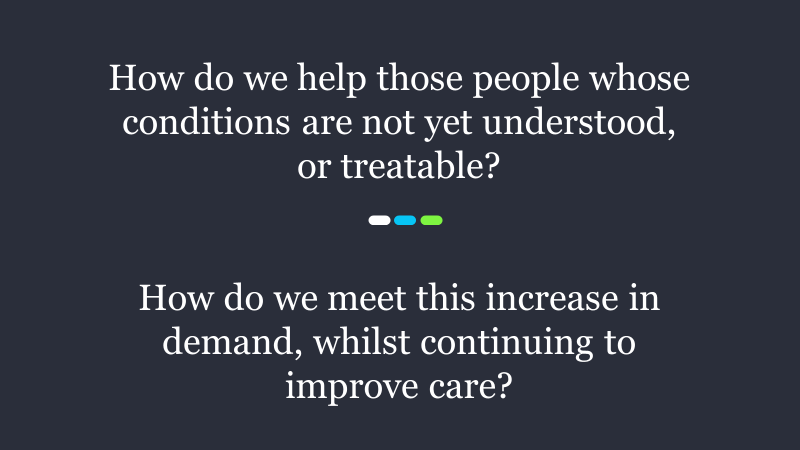 How do we help those people whose
conditions are not yet understood,
or treatable?
How do we meet this increase in
demand, whilst continuing to
improve care?